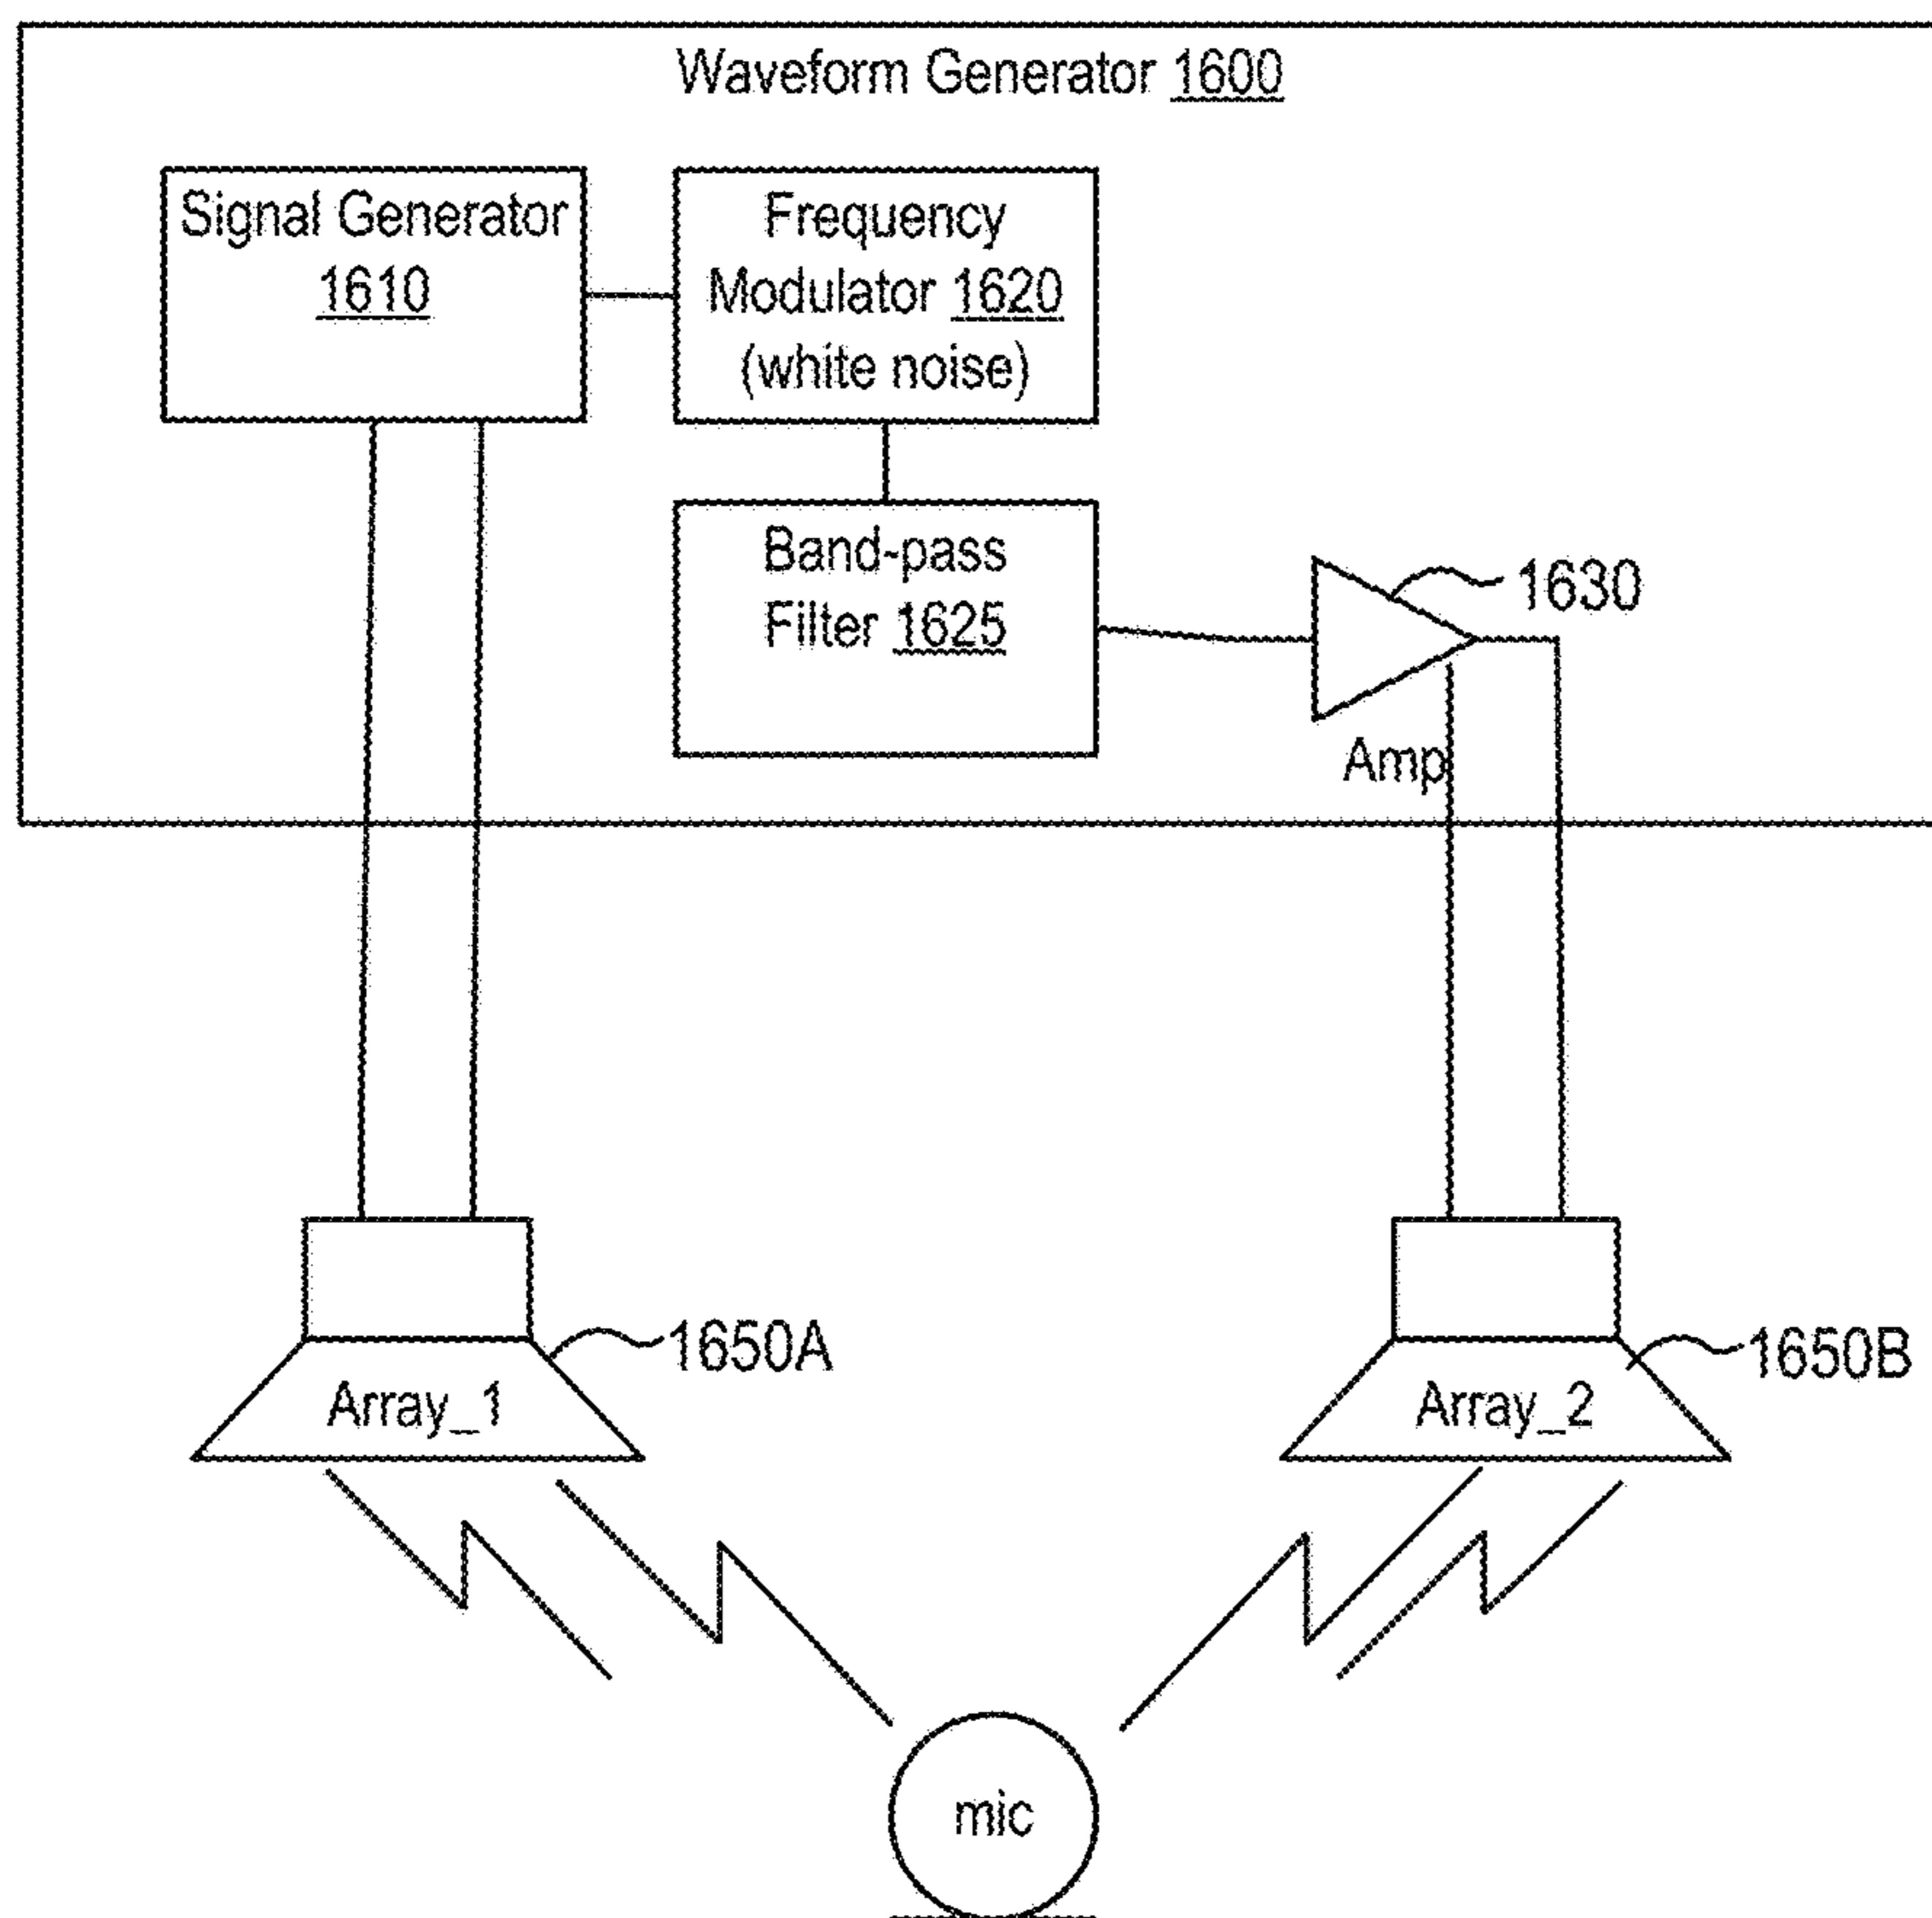 Waveform Generator 1600
Signal Generator
1610
Frequency
Modulator 1620
(white noise)
Band-pass
Filter 1625
1630
Amp
1650A
Array_1
1650B
Array_2
mic